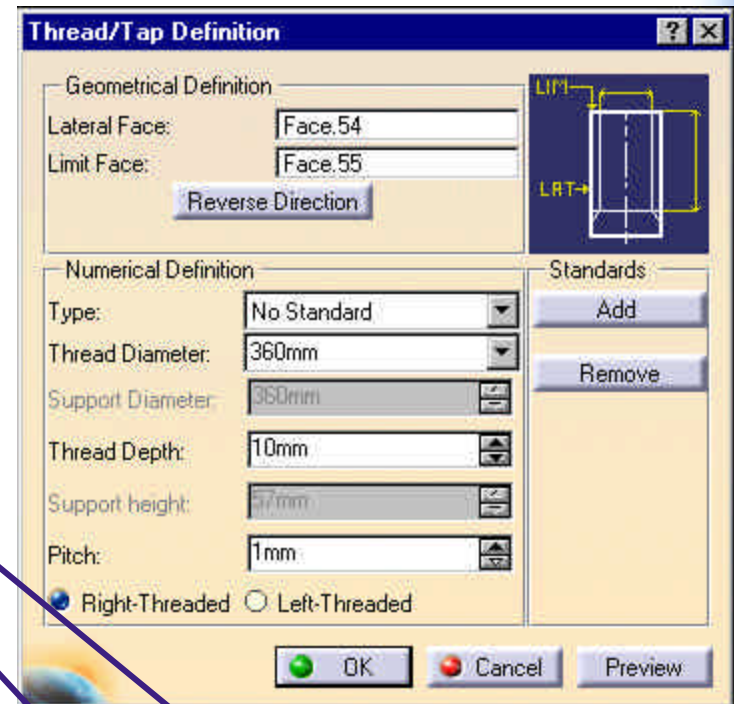 Thread/Tap Definition
Geometrical Definition
Lateral Face: Face.54
Limit Face: Face.55
Reverse Direction
LIM
LAT
Numerical Definition
Standards
Type: No Standard
Add
Thread Diameter: 360mm
Remove
Support Diameter: 360mm
Thread Depth: 10mm
Support height: 57mm
Pitch: 1mm
Right-Threaded Left-Threaded
OK Cancel Preview